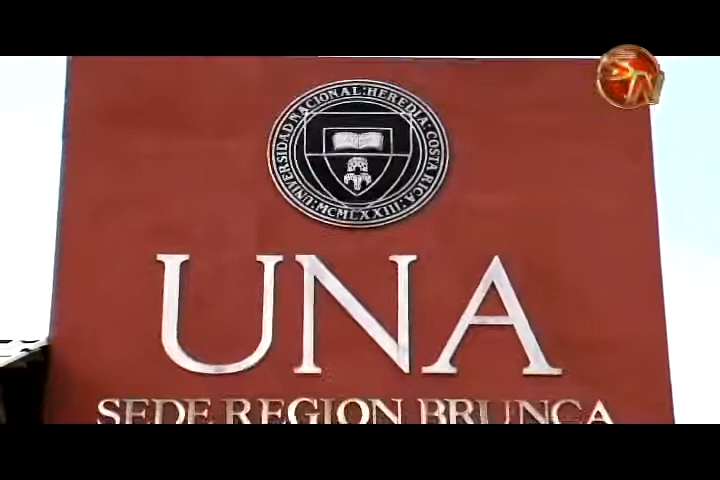 UNIVERSIDAD NACIONAL:HEREDIA·COSTA RICA
MCMLXXIII
UNA
SEDE REGION BRUNCA